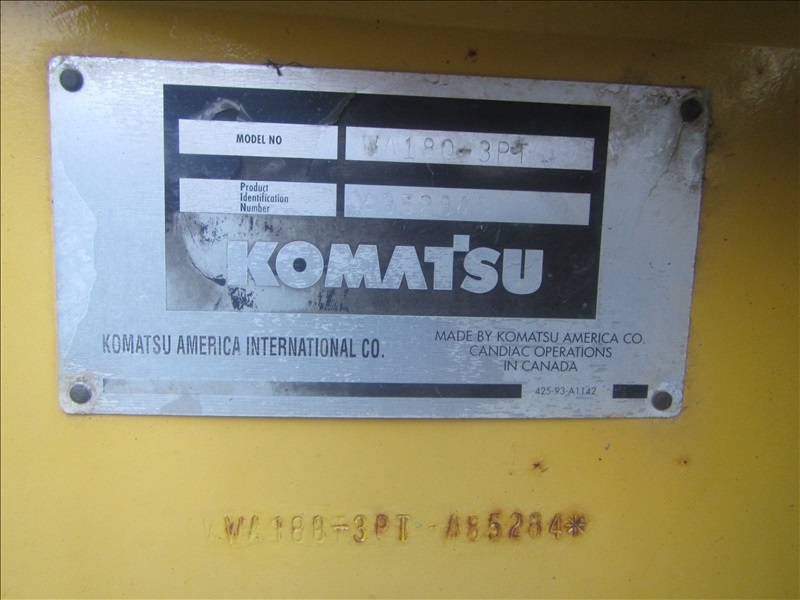 MODEL NO
WA180-3PT
Product
Identification
Number
KOMATSU
KOMATSU AMERICA INTERNATIONAL CO.
MADE BY KOMATSU AMERICA CO.
CANDIAC OPERATIONS
IN CANADA
425-93-A1142
WA180-3PT